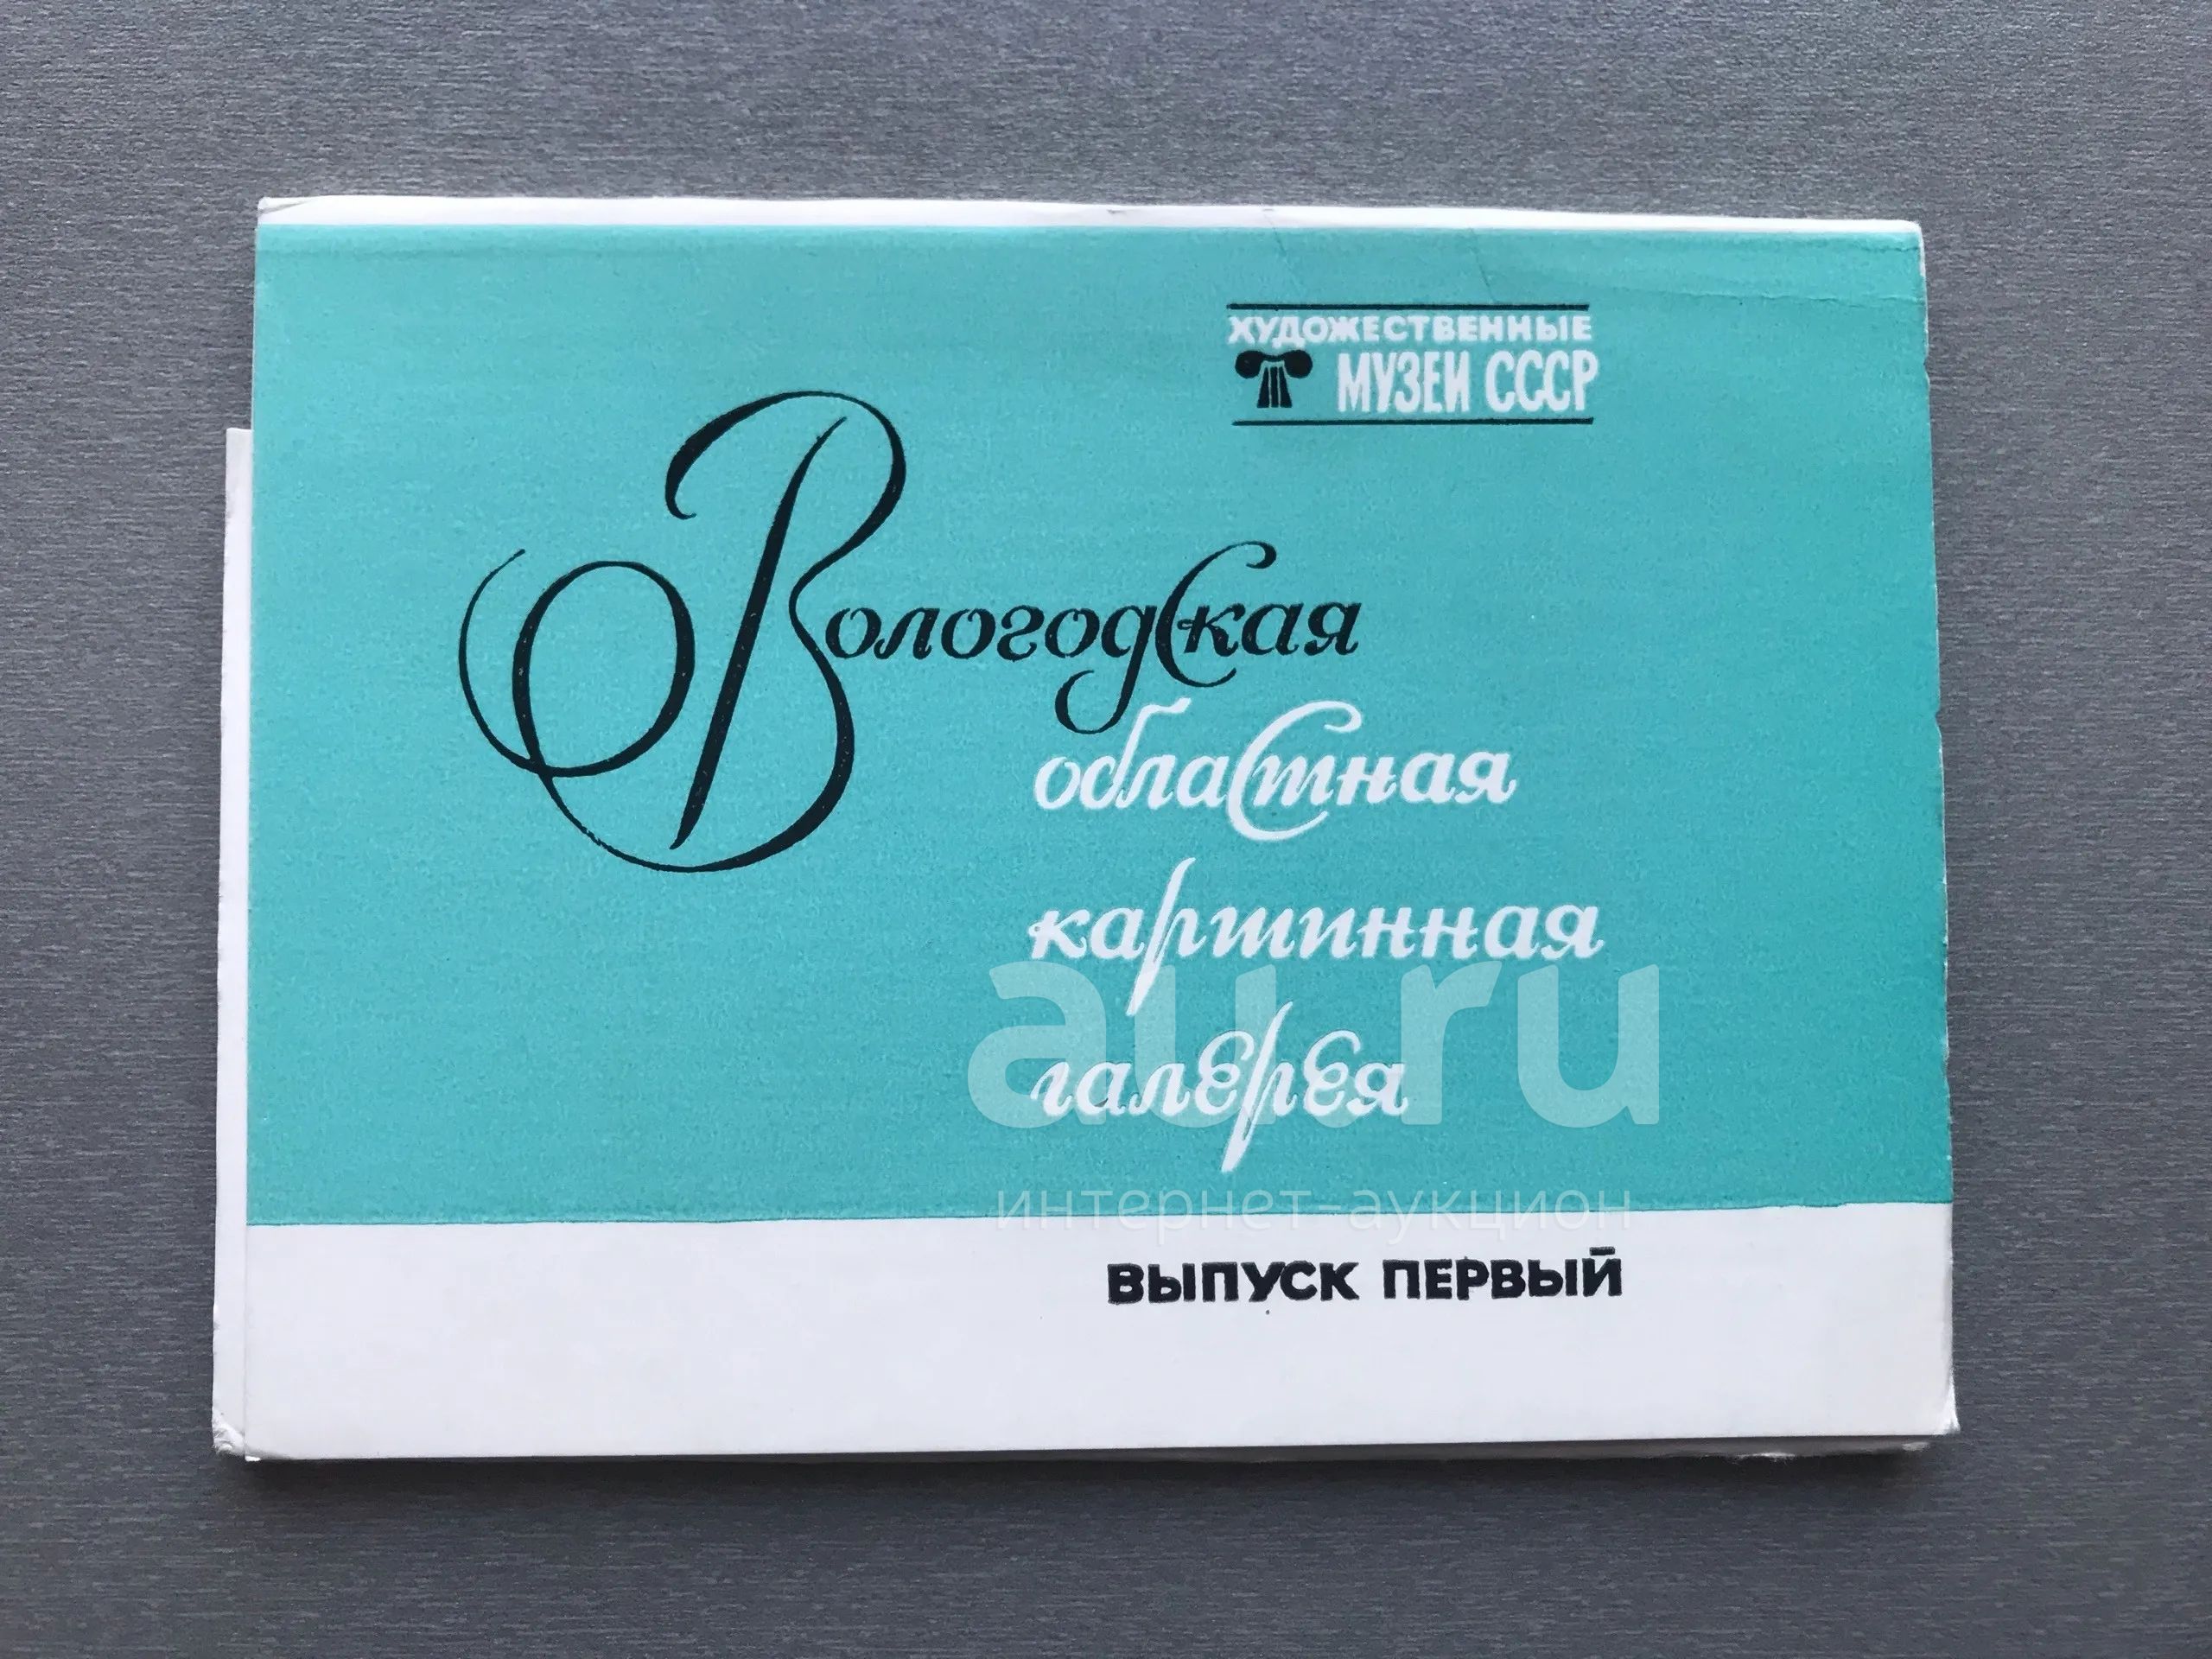 ХУДОЖЕСТВЕННЫЕ
МУЗЕИ СССР
Вологодская
областная
картинная
галерея
au.ru
интернет-аукцион
ВЫПУСК ПЕРВЫЙ